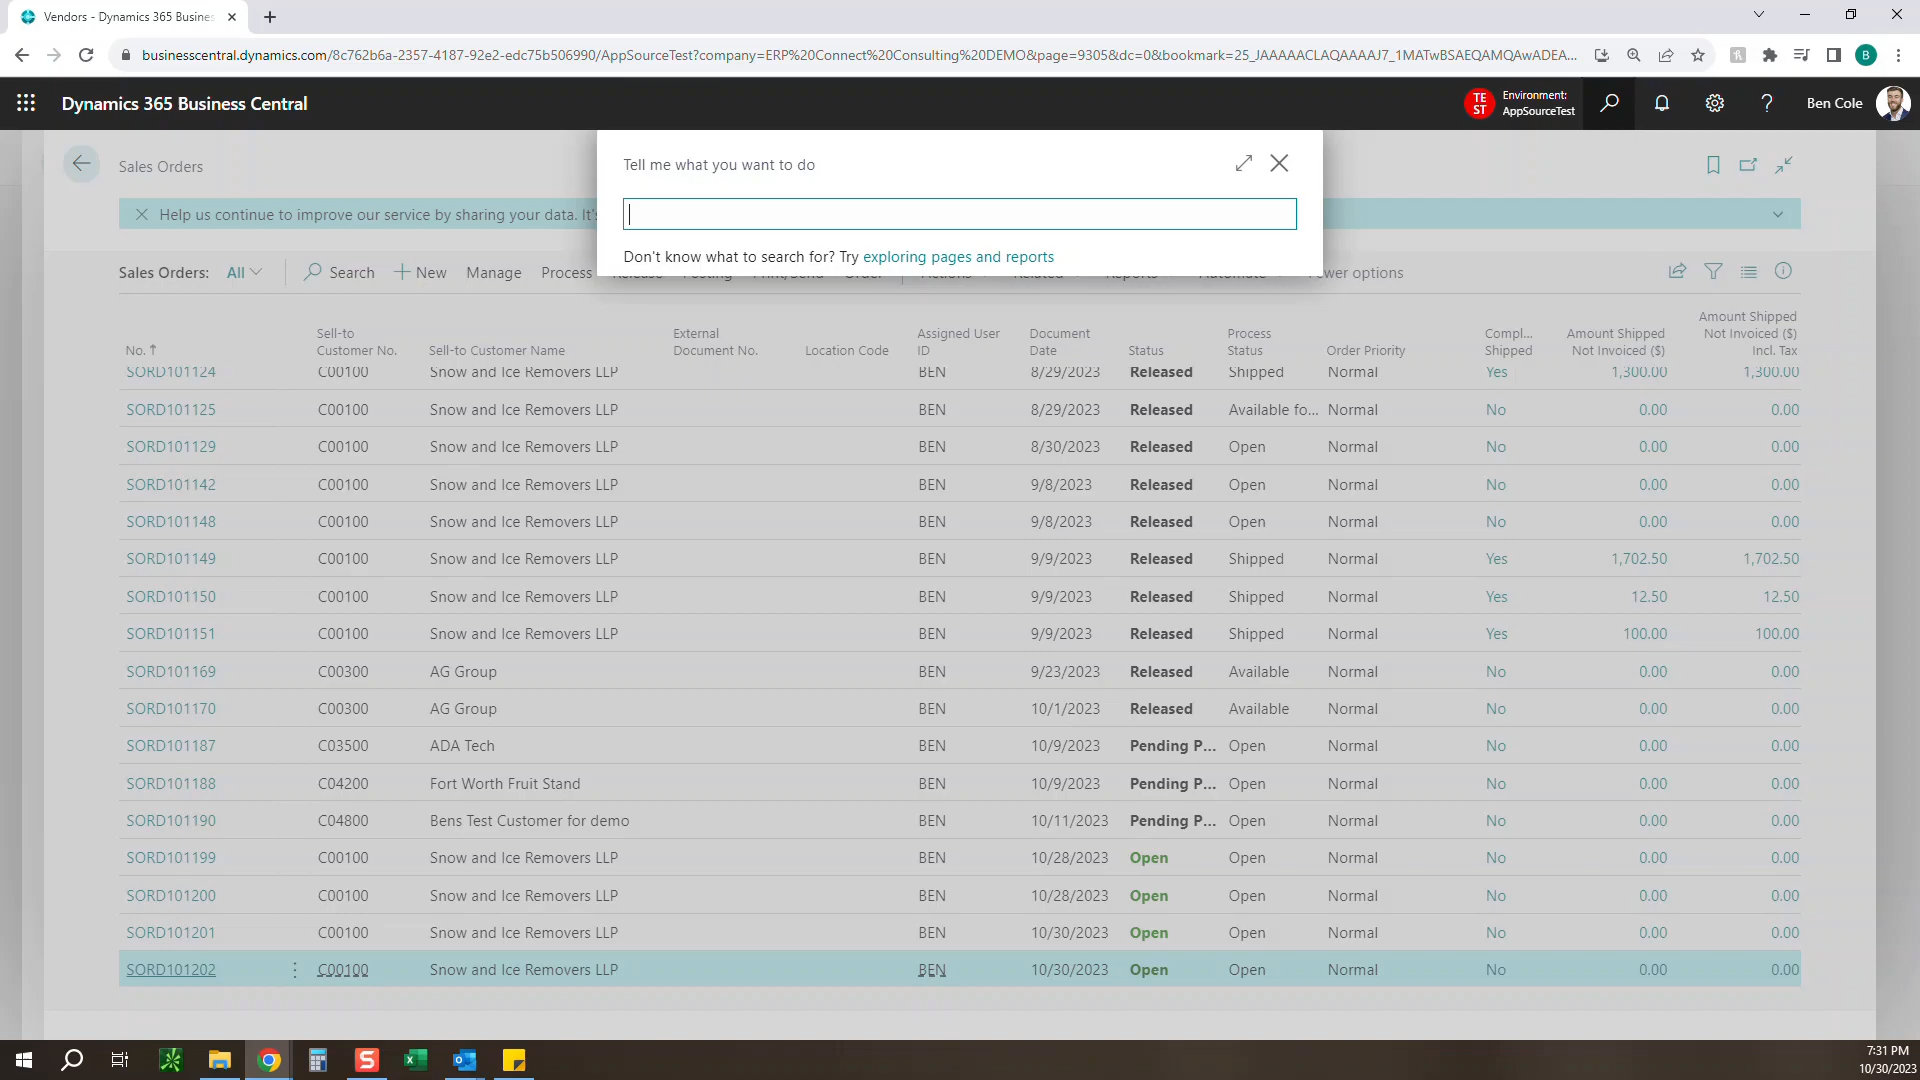 Vendors - Dynamics 365 Busines
businesscentral.dynamics.com/8c762b6a-2357-4187-92e2-edc75b506990/AppSourceTest?company=ERP%20Connect%20Consulting%20DEMO&page=9305&dc=0&bookmark=25_JAAAAACLAQAAAAJ7_1MATwBSAEQAMQAwADEA...
B
Dynamics 365 Business Central
TE
ST
Environment:
AppSourceTest
?
Ben Cole
Sales Orders
Tell me what you want to do
Help us continue to improve our service by sharing your data. It's
Don't know what to search for? Try exploring pages and reports
Sales Orders: All
Search
New
Manage
Process
No. ↑
Sell-to
Customer No.
Sell-to Customer Name
External
Document No.
Location Code
Assigned User
ID
Document
Date
Status
Process
Status
Order Priority
Compl...
Shipped
Amount Shipped
Not Invoiced ($)
Amount Shipped
Not Invoiced ($)
Incl. Tax
SORD101124 C00100 Snow and Ice Removers LLP BEN 8/29/2023 Released Shipped Normal Yes 1,300.00 1,300.00
SORD101125 C00100 Snow and Ice Removers LLP BEN 8/29/2023 Released Available fo... Normal No 0.00 0.00
SORD101129 C00100 Snow and Ice Removers LLP BEN 8/30/2023 Released Open Normal No 0.00 0.00
SORD101142 C00100 Snow and Ice Removers LLP BEN 9/8/2023 Released Open Normal No 0.00 0.00
SORD101148 C00100 Snow and Ice Removers LLP BEN 9/8/2023 Released Open Normal No 0.00 0.00
SORD101149 C00100 Snow and Ice Removers LLP BEN 9/9/2023 Released Shipped Normal Yes 1,702.50 1,702.50
SORD101150 C00100 Snow and Ice Removers LLP BEN 9/9/2023 Released Shipped Normal Yes 12.50 12.50
SORD101151 C00100 Snow and Ice Removers LLP BEN 9/9/2023 Released Shipped Normal Yes 100.00 100.00
SORD101169 C00300 AG Group BEN 9/23/2023 Released Available Normal No 0.00 0.00
SORD101170 C00300 AG Group BEN 10/1/2023 Released Available Normal No 0.00 0.00
SORD101187 C03500 ADA Tech BEN 10/9/2023 Pending P... Open Normal No 0.00 0.00
SORD101188 C04200 Fort Worth Fruit Stand BEN 10/9/2023 Pending P... Open Normal No 0.00 0.00
SORD101190 C04800 Bens Test Customer for demo BEN 10/11/2023 Pending P... Open Normal No 0.00 0.00
SORD101199 C00100 Snow and Ice Removers LLP BEN 10/28/2023 Open Open Normal No 0.00 0.00
SORD101200 C00100 Snow and Ice Removers LLP BEN 10/28/2023 Open Open Normal No 0.00 0.00
SORD101201 C00100 Snow and Ice Removers LLP BEN 10/30/2023 Open Open Normal No 0.00 0.00
SORD101202 C00100 Snow and Ice Removers LLP BEN 10/30/2023 Open Open Normal No 0.00 0.00
7:31 PM
10/30/2023